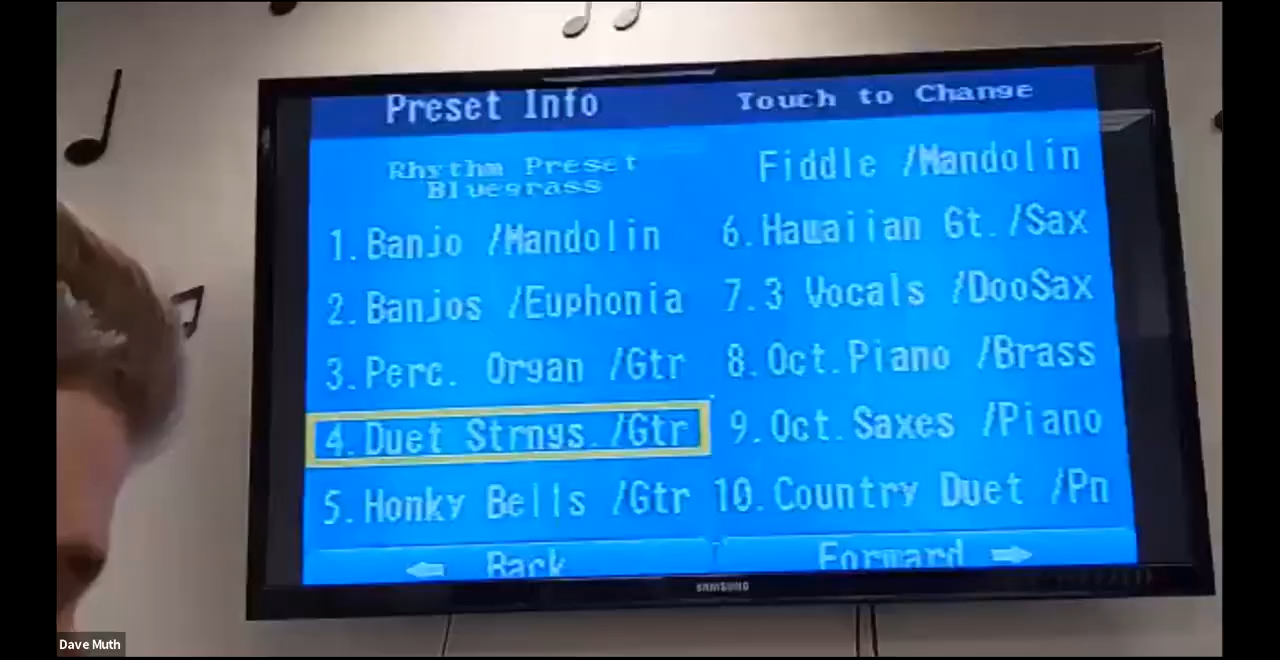 Preset Info
Touch to Change
Rhythm Preset
Bluegrass
Fiddle /Mandolin
1.Banjo /Mandolin
2.Banjos /Euphonia
3.Perc. Organ /Gtr
4.Duet Strngs./Gtr
5.Honky Bells /Gtr
6.Hawaiian Gt./Sax
7.3 Vocals /DooSax
8.Oct.Piano /Brass
9.Oct.Saxes /Piano
10.Country Duet /Pn
Back
Forward
SAMSUNG
Dave Muth